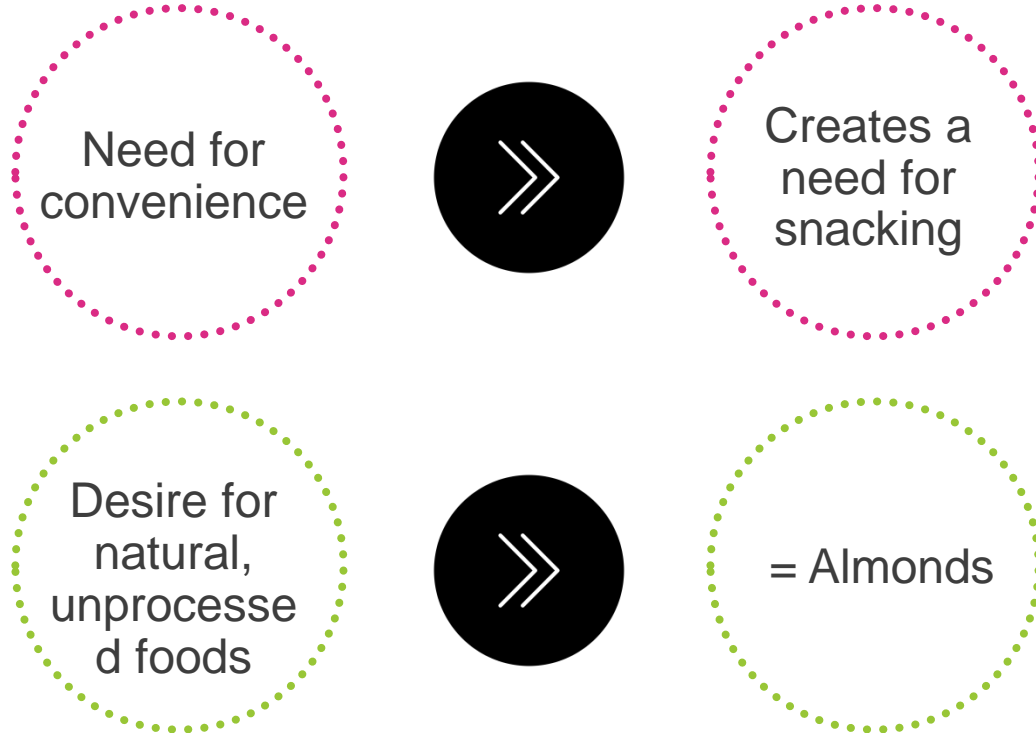 Need for
convenience
Creates a
need for
snacking
Desire for
natural,
unprocesse
d foods
= Almonds